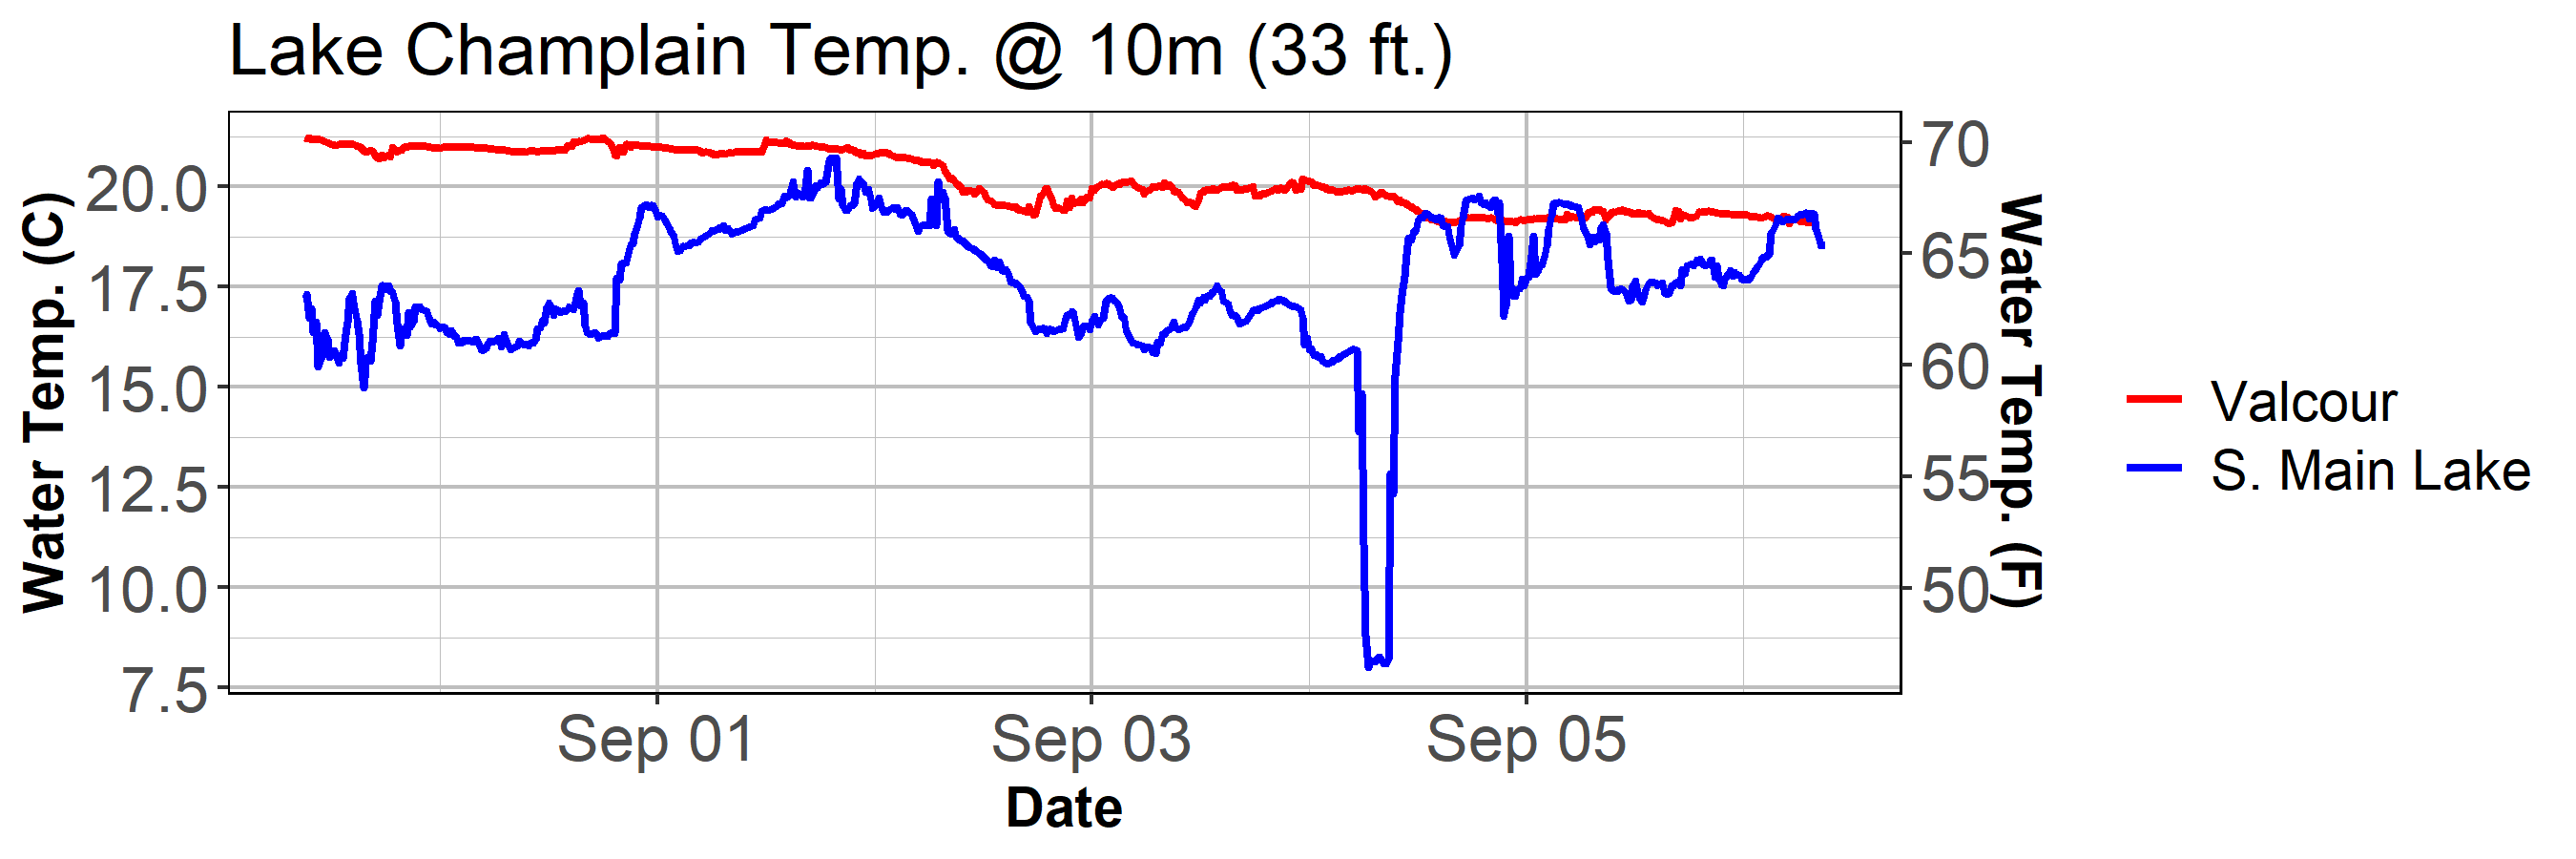 Lake Champlain Temp. @ 10m (33 ft.)
Water Temp. (C)
20.0
17.5
15.0
12.5
10.0
7.5
70
65
60
55
50
Water Temp. (F)
Sep 01
Sep 03
Sep 05
Date
Valcour
S. Main Lake